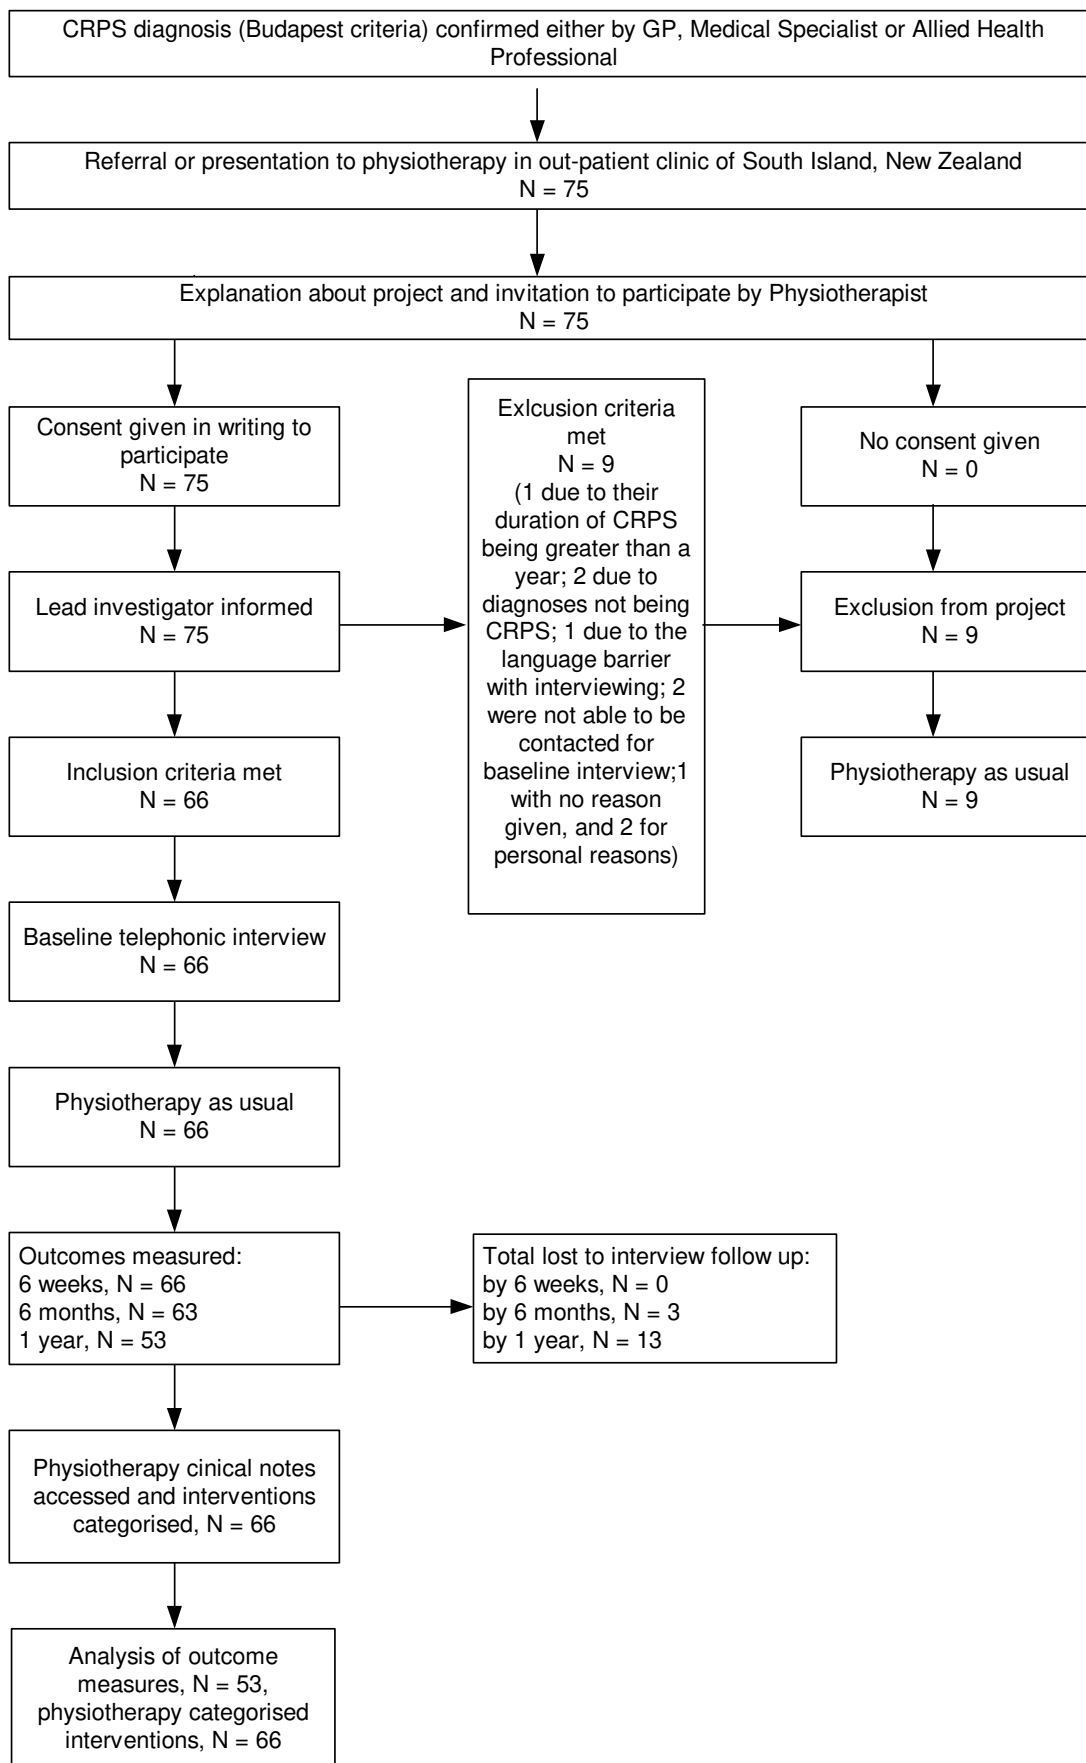 CRPS diagnosis (Budapest criteria) confirmed either by GP, Medical Specialist or Allied Health
Professional
Referral or presentation to physiotherapy in out-patient clinic of South Island, New Zealand
N = 75
Explanation about project and invitation to participate by Physiotherapist
N = 75
Consent given in writing to
participate
N = 75
Exlcusion criteria
met
N = 9
(1 due to their
duration of CRPS
being greater than a
year; 2 due to
diagnoses not being
CRPS; 1 due to the
language barrier
with interviewing; 2
were not able to be
contacted for
baseline interview;1
with no reason
given, and 2 for
personal reasons)
No consent given
N = 0
Lead investigator informed
N = 75
Exclusion from project
N = 9
Inclusion criteria met
N = 66
Physiotherapy as usual
N = 9
Baseline telephonic interview
N = 66
Physiotherapy as usual
N = 66
Outcomes measured:
6 weeks, N = 66
6 months, N = 63
1 year, N = 53
Total lost to interview follow up:
by 6 weeks, N = 0
by 6 months, N = 3
by 1 year, N = 13
Physiotherapy cinical notes
accessed and interventions
categorised, N = 66
Analysis of outcome
measures, N = 53,
physiotherapy categorised
interventions, N = 66